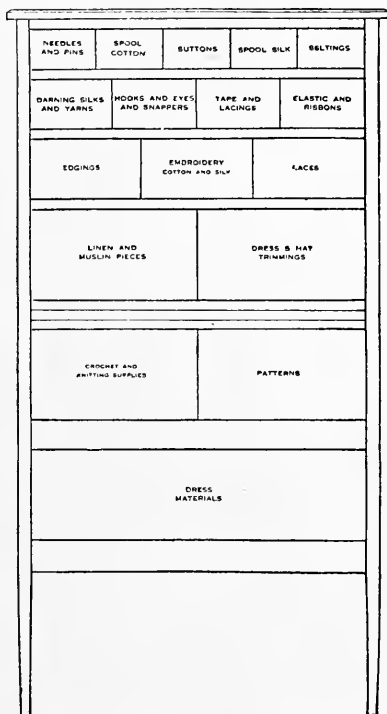 NEEDLES
AND PINS
SPOOL
COTTON
BUTTONS
SPOOL SILK
BELTINGS
DARNING SILKS
AND YARNS
HOOKS AND EYES
AND SNAPPERS
TAPE AND
LACINGS
ELASTIC AND
RIBBONS
EDGINGS
EMBROIDERY
COTTON AND SILK
LACES
LINEN AND
MUSLIN PIECES
DRESS & HAT
TRIMMINGS
CROCHET AND
KNITTING SUPPLIES
PATTERNS
DRESS
MATERIALS